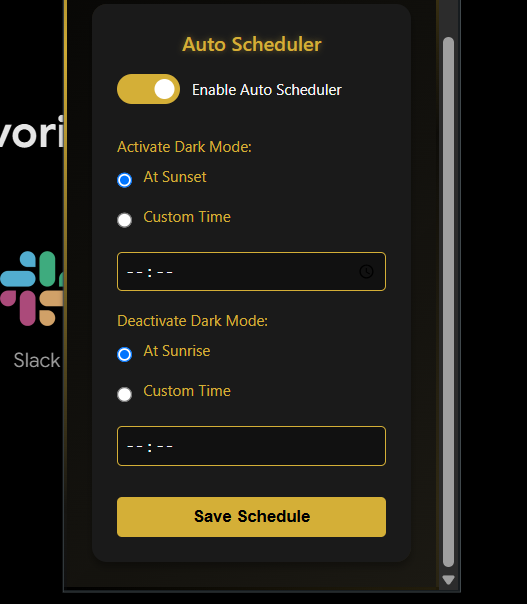 Auto Scheduler
Enable Auto Scheduler
vori
Activate Dark Mode:
At Sunset
Custom Time
--:--
Deactivate Dark Mode:
At Sunrise
Slack
Custom Time
--:--
Save Schedule